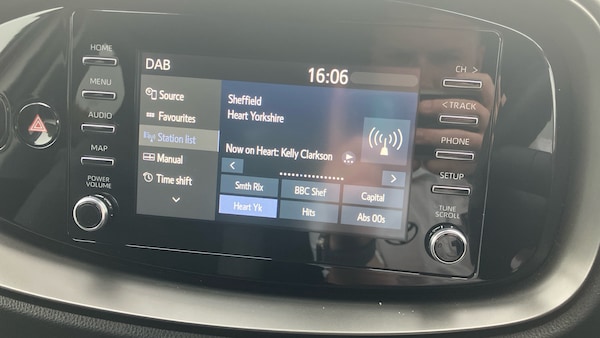 HOME
MENU
AUDIO
MAP
POWER
VOLUME
DAB
16:06
Source
Favourites
Station list
Manual
Time shift
Sheffield
Heart Yorkshire
Now on Heart: Kelly Clarkson
Smth Rlx
BBC Shef
Capital
Heart Yk
Hits
Abs 00s
CH >
< TRACK
PHONE
SETUP
TUNE
SCROLL